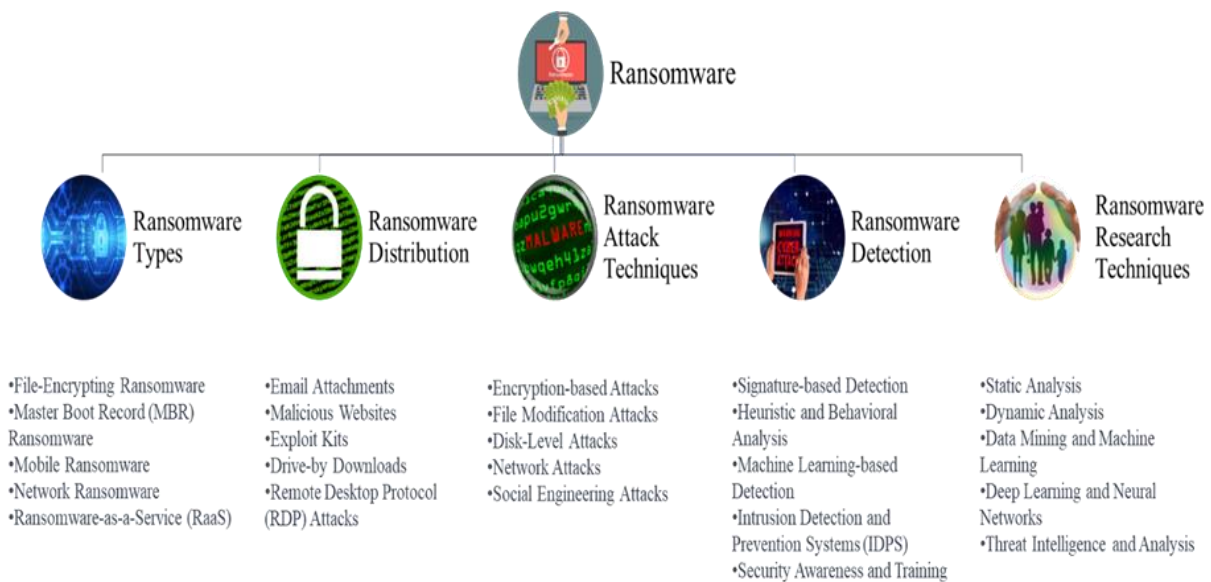 Ransomware
Ransomware
Types
Ransomware
Distribution
Ransomware
Attack
Techniques
Ransomware
Detection
Ransomware
Research
Techniques
MALWARE
•File-Encrypting Ransomware
•Master Boot Record (MBR)
Ransomware
•Mobile Ransomware
•Network Ransomware
•Ransomware-as-a-Service (RaaS)
•Email Attachments
•Malicious Websites
•Exploit Kits
•Drive-by Downloads
•Remote Desktop Protocol
(RDP) Attacks
•Encryption-based Attacks
•File Modification Attacks
•Disk-Level Attacks
•Network Attacks
•Social Engineering Attacks
•Signature-based Detection
•Heuristic and Behavioral
Analysis
•Machine Learning-based
Detection
•Intrusion Detection and
Prevention Systems (IDPS)
•Security Awareness and Training
•Static Analysis
•Dynamic Analysis
•Data Mining and Machine
Learning
•Deep Learning and Neural
Networks
•Threat Intelligence and Analysis